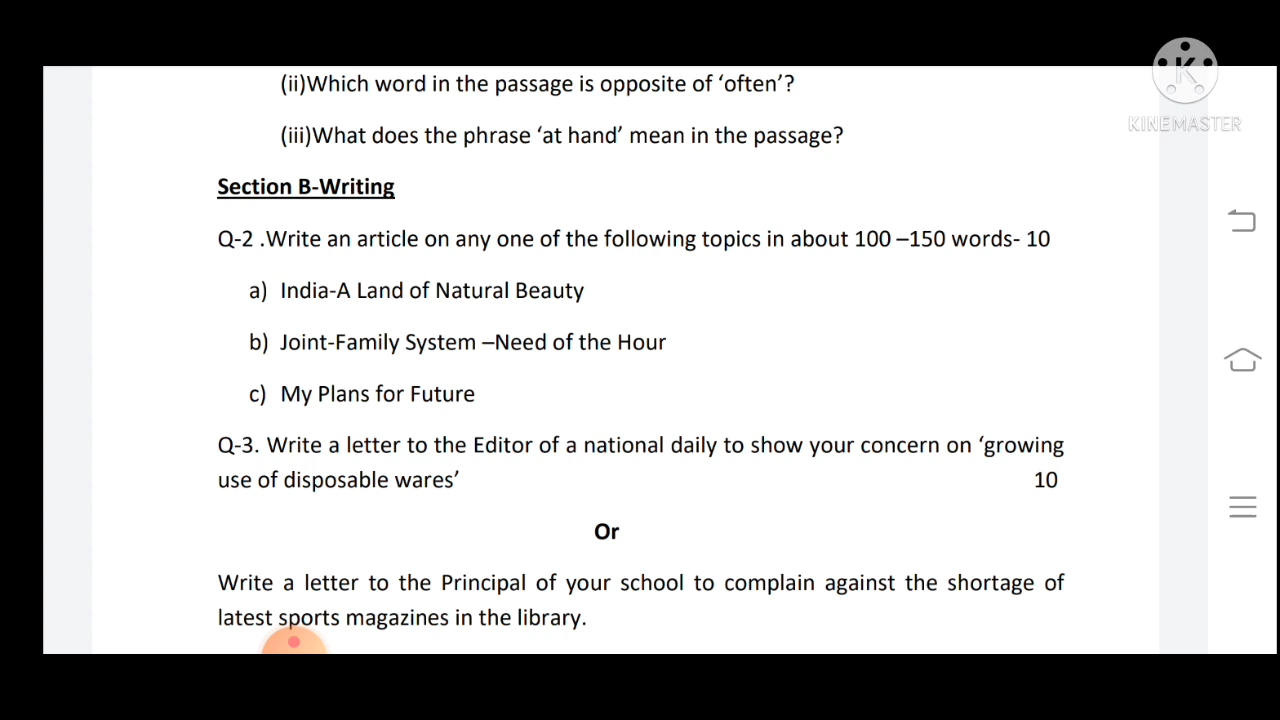 (ii)Which word in the passage is opposite of ‘often’?
KINEMASTER
(iii)What does the phrase ‘at hand’ mean in the passage?
Section B-Writing
Q-2 .Write an article on any one of the following topics in about 100 –150 words- 10
a) India-A Land of Natural Beauty
b) Joint-Family System –Need of the Hour
c) My Plans for Future
Q-3. Write a letter to the Editor of a national daily to show your concern on ‘growing
use of disposable wares’ 10
Or
Write a letter to the Principal of your school to complain against the shortage of
latest sports magazines in the library.